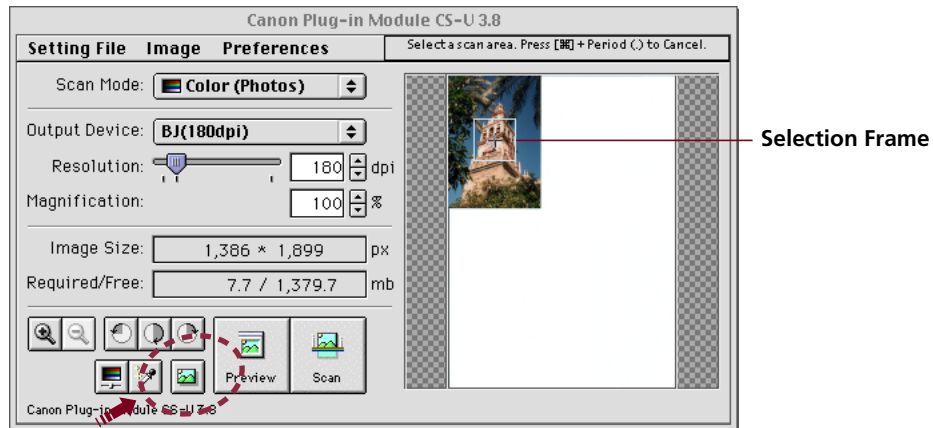 Canon Plug-in Module CS-U 3.8
Setting File Image Preferences
Select a scan area. Press [⌘] + Period (.) to Cancel.
Scan Mode: Color (Photos)
Output Device: BJ(180dpi)
Resolution: 180 dpi
Magnification: 100 %
Selection Frame
Image Size: 1,386 * 1,899 px
Required/Free: 7.7 / 1,379.7 mb
Preview Scan
Canon Plug-in Module CS-U 3.8